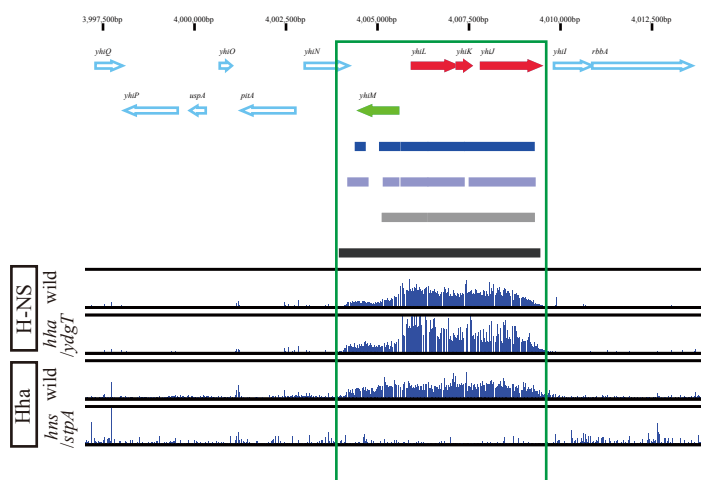 3,997,500bp 4,000,000bp 4,002,500bp 4,005,000bp 4,007,500bp 4,010,000bp 4,012,500bp
yhiQ yhiO yhiN yhiL yhiK yhiJ yhiI rbbA
yhiP uspA pitA yhiM
H-NS
wild
hha
/ydgT
Hha
wild
hns
/stpA